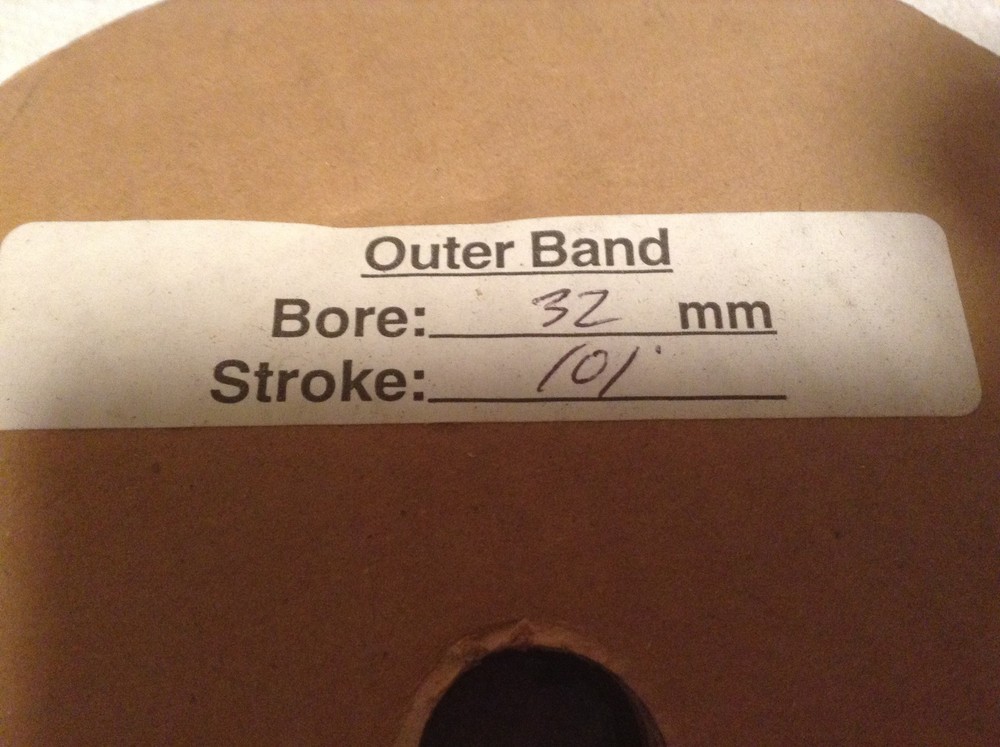 Outer Band
Bore: 32 mm
Stroke: 101'